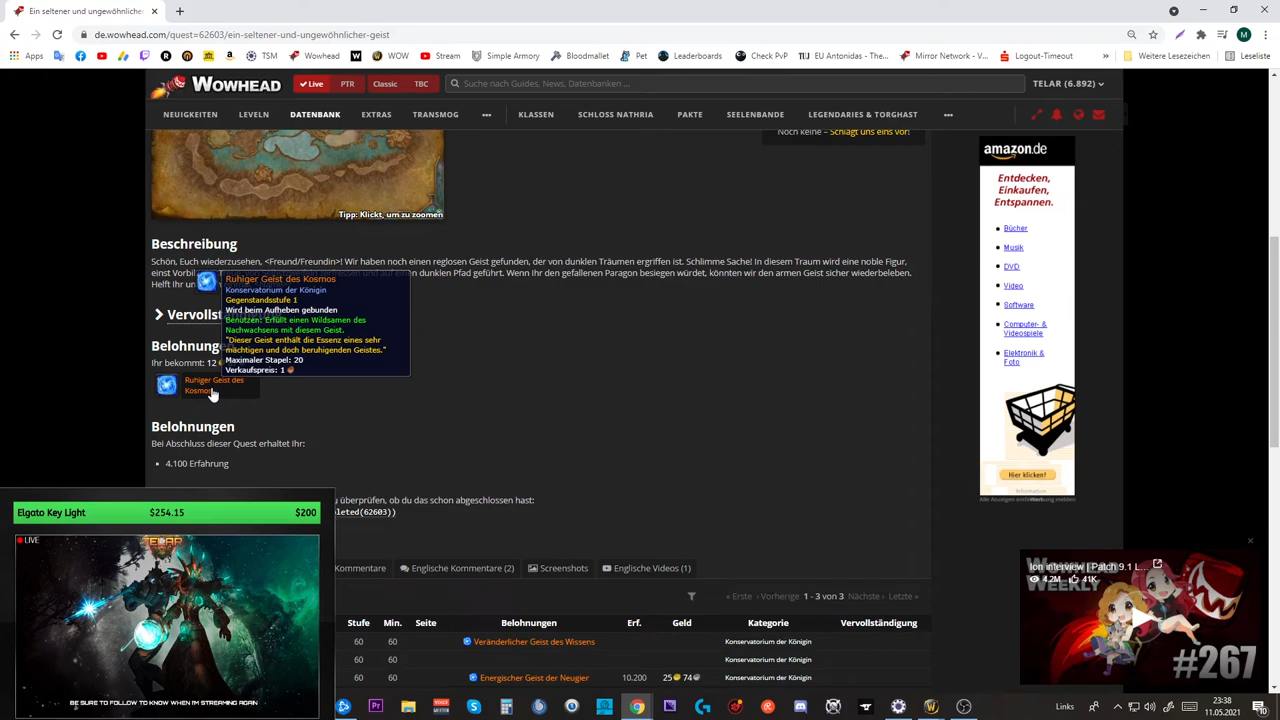 Ein seltener und ungewöhnlicher
de.wowhead.com/quest=62603/ein-seltener-und-ungewöhnlicher-geist
Apps
TSM
Wowhead
WOW
Stream
Simple Armory
Bloodmallet
Pet
Leaderboards
Check PvP
EU Antonidas - The...
Mirror Network - V...
Logout-Timeout
Weitere Lesezeichen
Leseliste
WOWHEAD
Live
PTR
Classic
TBC
Suche nach Guides, News, Datenbanken ...
TELAR (6.892)
NEUIGKEITEN
LEVELN
DATENBANK
EXTRAS
TRANSMOG
KLASSEN
SCHLOSS NATHRIA
PAKTE
SEELENBANDE
LEGENDARIES & TORGHAST
Noch keine – Schlagt uns eins vor!
Tipp: Klickt, um zu zoomen
Beschreibung
Schön, Euch wiederzusehen, <Freund/Freundin>! Wir haben noch einen reglosen Geist gefunden, der von dunklen Träumen ergriffen ist. Schlimme Sache! In diesem Traum wird eine noble Figur,
einst Vorbil
und auf einen dunklen Pfad geführt. Wenn Ihr den gefallenen Paragon besiegen würdet, könnten wir den armen Geist sicher wiederbeleben.
Helft Ihr un
Ruhiger Geist des Kosmos
Konservatorium der Königin
Gegenstandsstufe 1
Wird beim Aufheben gebunden
Benutzen: Erfüllt einen Wildsamen des
Nachwachsens mit diesem Geist.
"Dieser Geist enthält die Essenz eines sehr
mächtigen und doch beruhigenden Geistes."
Maximaler Stapel: 20
Verkaufspreis: 1
Vervollst
Belohnungen
Ihr bekommt: 12
Ruhiger Geist des
Kosmos
Belohnungen
Bei Abschluss dieser Quest erhaltet Ihr:
4.100 Erfahrung
u überprüfen, ob du das schon abgeschlossen hast:
leted(62603))
Elgato Key Light
$254.15
$200
LIVE
TELAR
BE SURE TO FOLLOW TO KNOW WHEN I'M STREAMING AGAIN
Kommentare
Englische Kommentare (2)
Screenshots
Englische Videos (1)
« Erste
‹ Vorherige
1 - 3 von 3
Nächste ›
Letzte »
Stufe
Min.
Seite
Belohnungen
Erf.
Geld
Kategorie
Vervollständigung
60
60
Veränderlicher Geist des Wissens
Konservatorium der Königin
60
60
Konservatorium der Königin
60
60
Energischer Geist der Neugier
10.200
25
74
Konservatorium der Königin
amazon.de
Entdecken,
Einkaufen,
Entspannen.
Bücher
Musik
DVD
Video
Software
Computer- &
Videospiele
Elektronik &
Foto
Hier klicken!
Information
Ion interview | Patch 9.1 L...
4.2M
41K
WEEKLY
#267
Links
23:38
11.05.2021